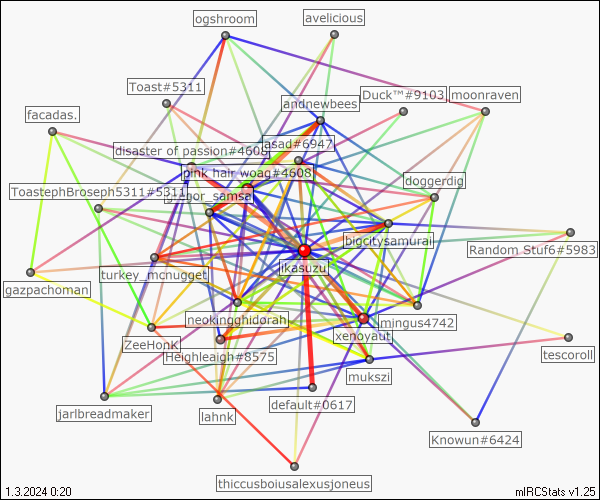 ogshroom
avelicious
Toast#5311
Duck™#9103
moonraven
andnewbees
facadas.
asad#6947
disaster of passion#4608
pink hair woag#4608
doggerdig
ToastephBroseph5311#5311
gregor_samsa
bigcitysamurai
Random Stuf6#5983
jkasuzu
turkey_mcnugget
gazpachoman
neokingghidorah
mingus4742
xenoyaut
ZeeHonk
Heighleaigh#8575
tescoroll
mukszi
default#0617
jarlbreadmaker
lahnk
Knowun#6424
thiccusboiusalexusjoneus
1.3.2024 0:20
mIRCStats v1.25